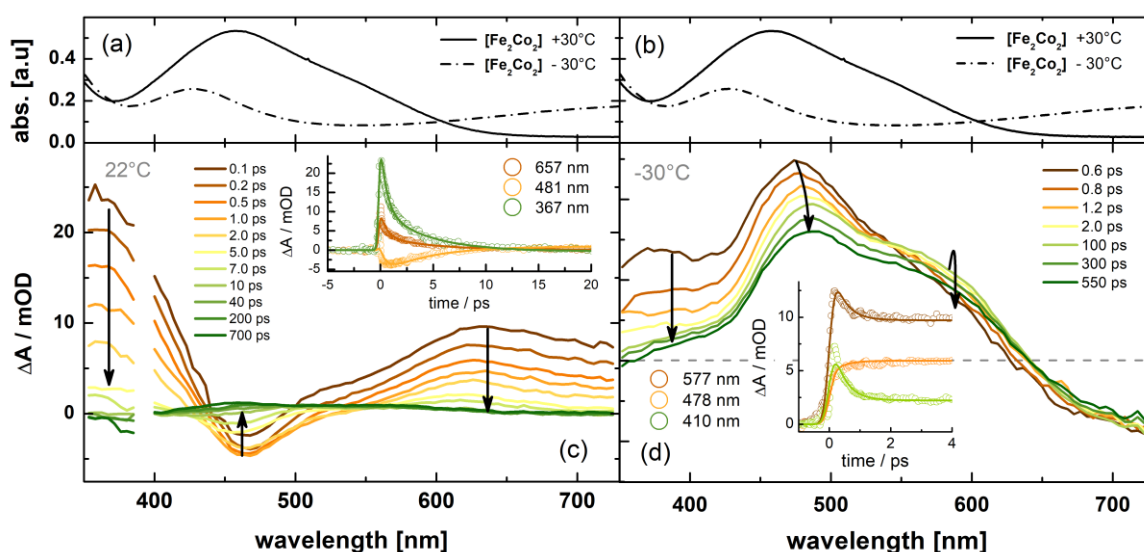 (a)
[Fe2Co2] +30°C
[Fe2Co2] - 30°C
(b)
[Fe2Co2] +30°C
[Fe2Co2] - 30°C
abs. [a.u]
0.4
0.2
0.0
22°C
0.1 ps
0.2 ps
0.5 ps
1.0 ps
2.0 ps
5.0 ps
7.0 ps
10 ps
40 ps
200 ps
700 ps
ΔA / mOD
20
10
0
ΔA / mOD
25
20
15
10
5
0
-5
-5 0 5 10 15 20
time / ps
657 nm
481 nm
367 nm
(c)
400 500 600 700
wavelength [nm]
-30°C
0.6 ps
0.8 ps
1.2 ps
2.0 ps
100 ps
300 ps
550 ps
577 nm
478 nm
410 nm
ΔA / mOD
10
5
0
0 2 4
time / ps
(d)
400 500 600 700
wavelength [nm]